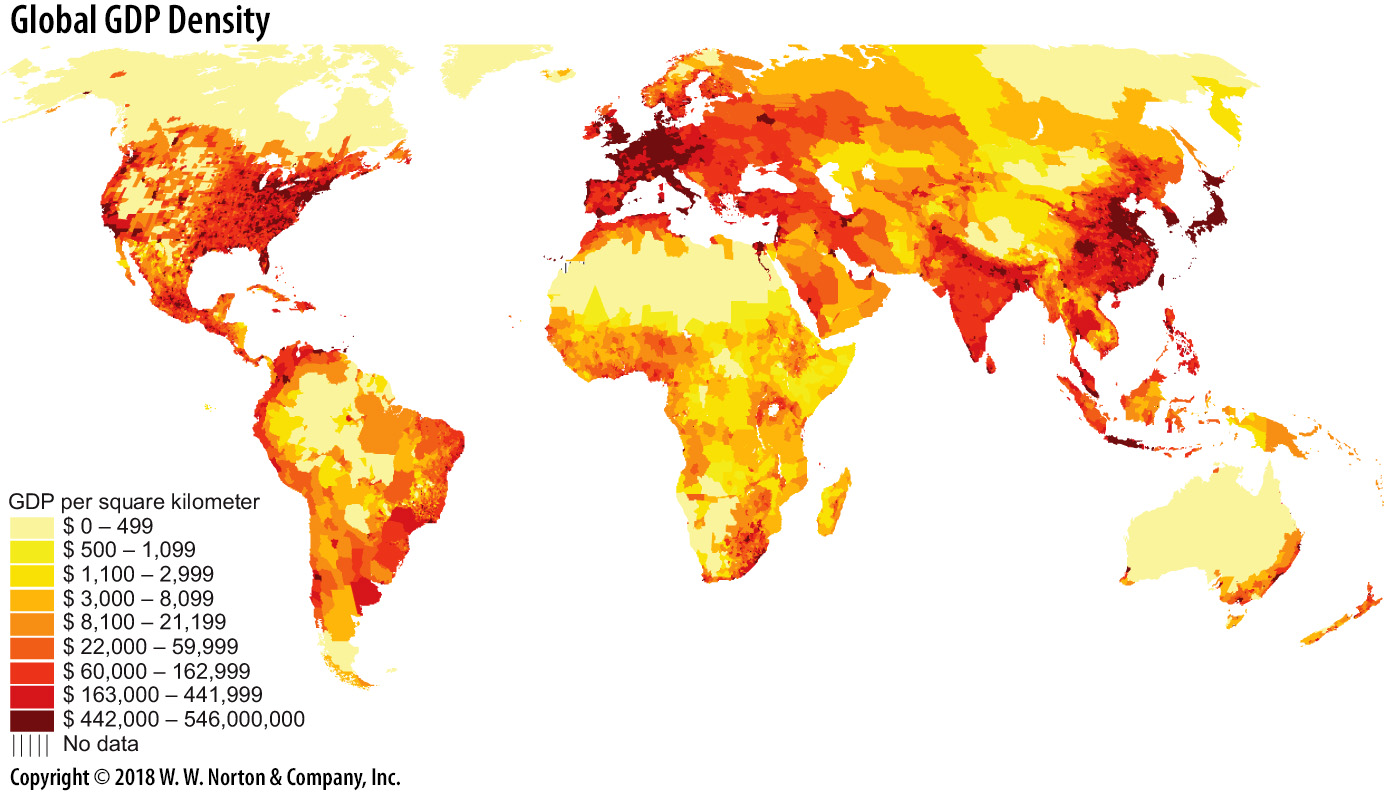 Global GDP Density
GDP per square kilometer
$ 0 – 499
$ 500 – 1,099
$ 1,100 – 2,999
$ 3,000 – 8,099
$ 8,100 – 21,199
$ 22,000 – 59,999
$ 60,000 – 162,999
$ 163,000 – 441,999
$ 442,000 – 546,000,000
No data
Copyright © 2018 W. W. Norton & Company, Inc.